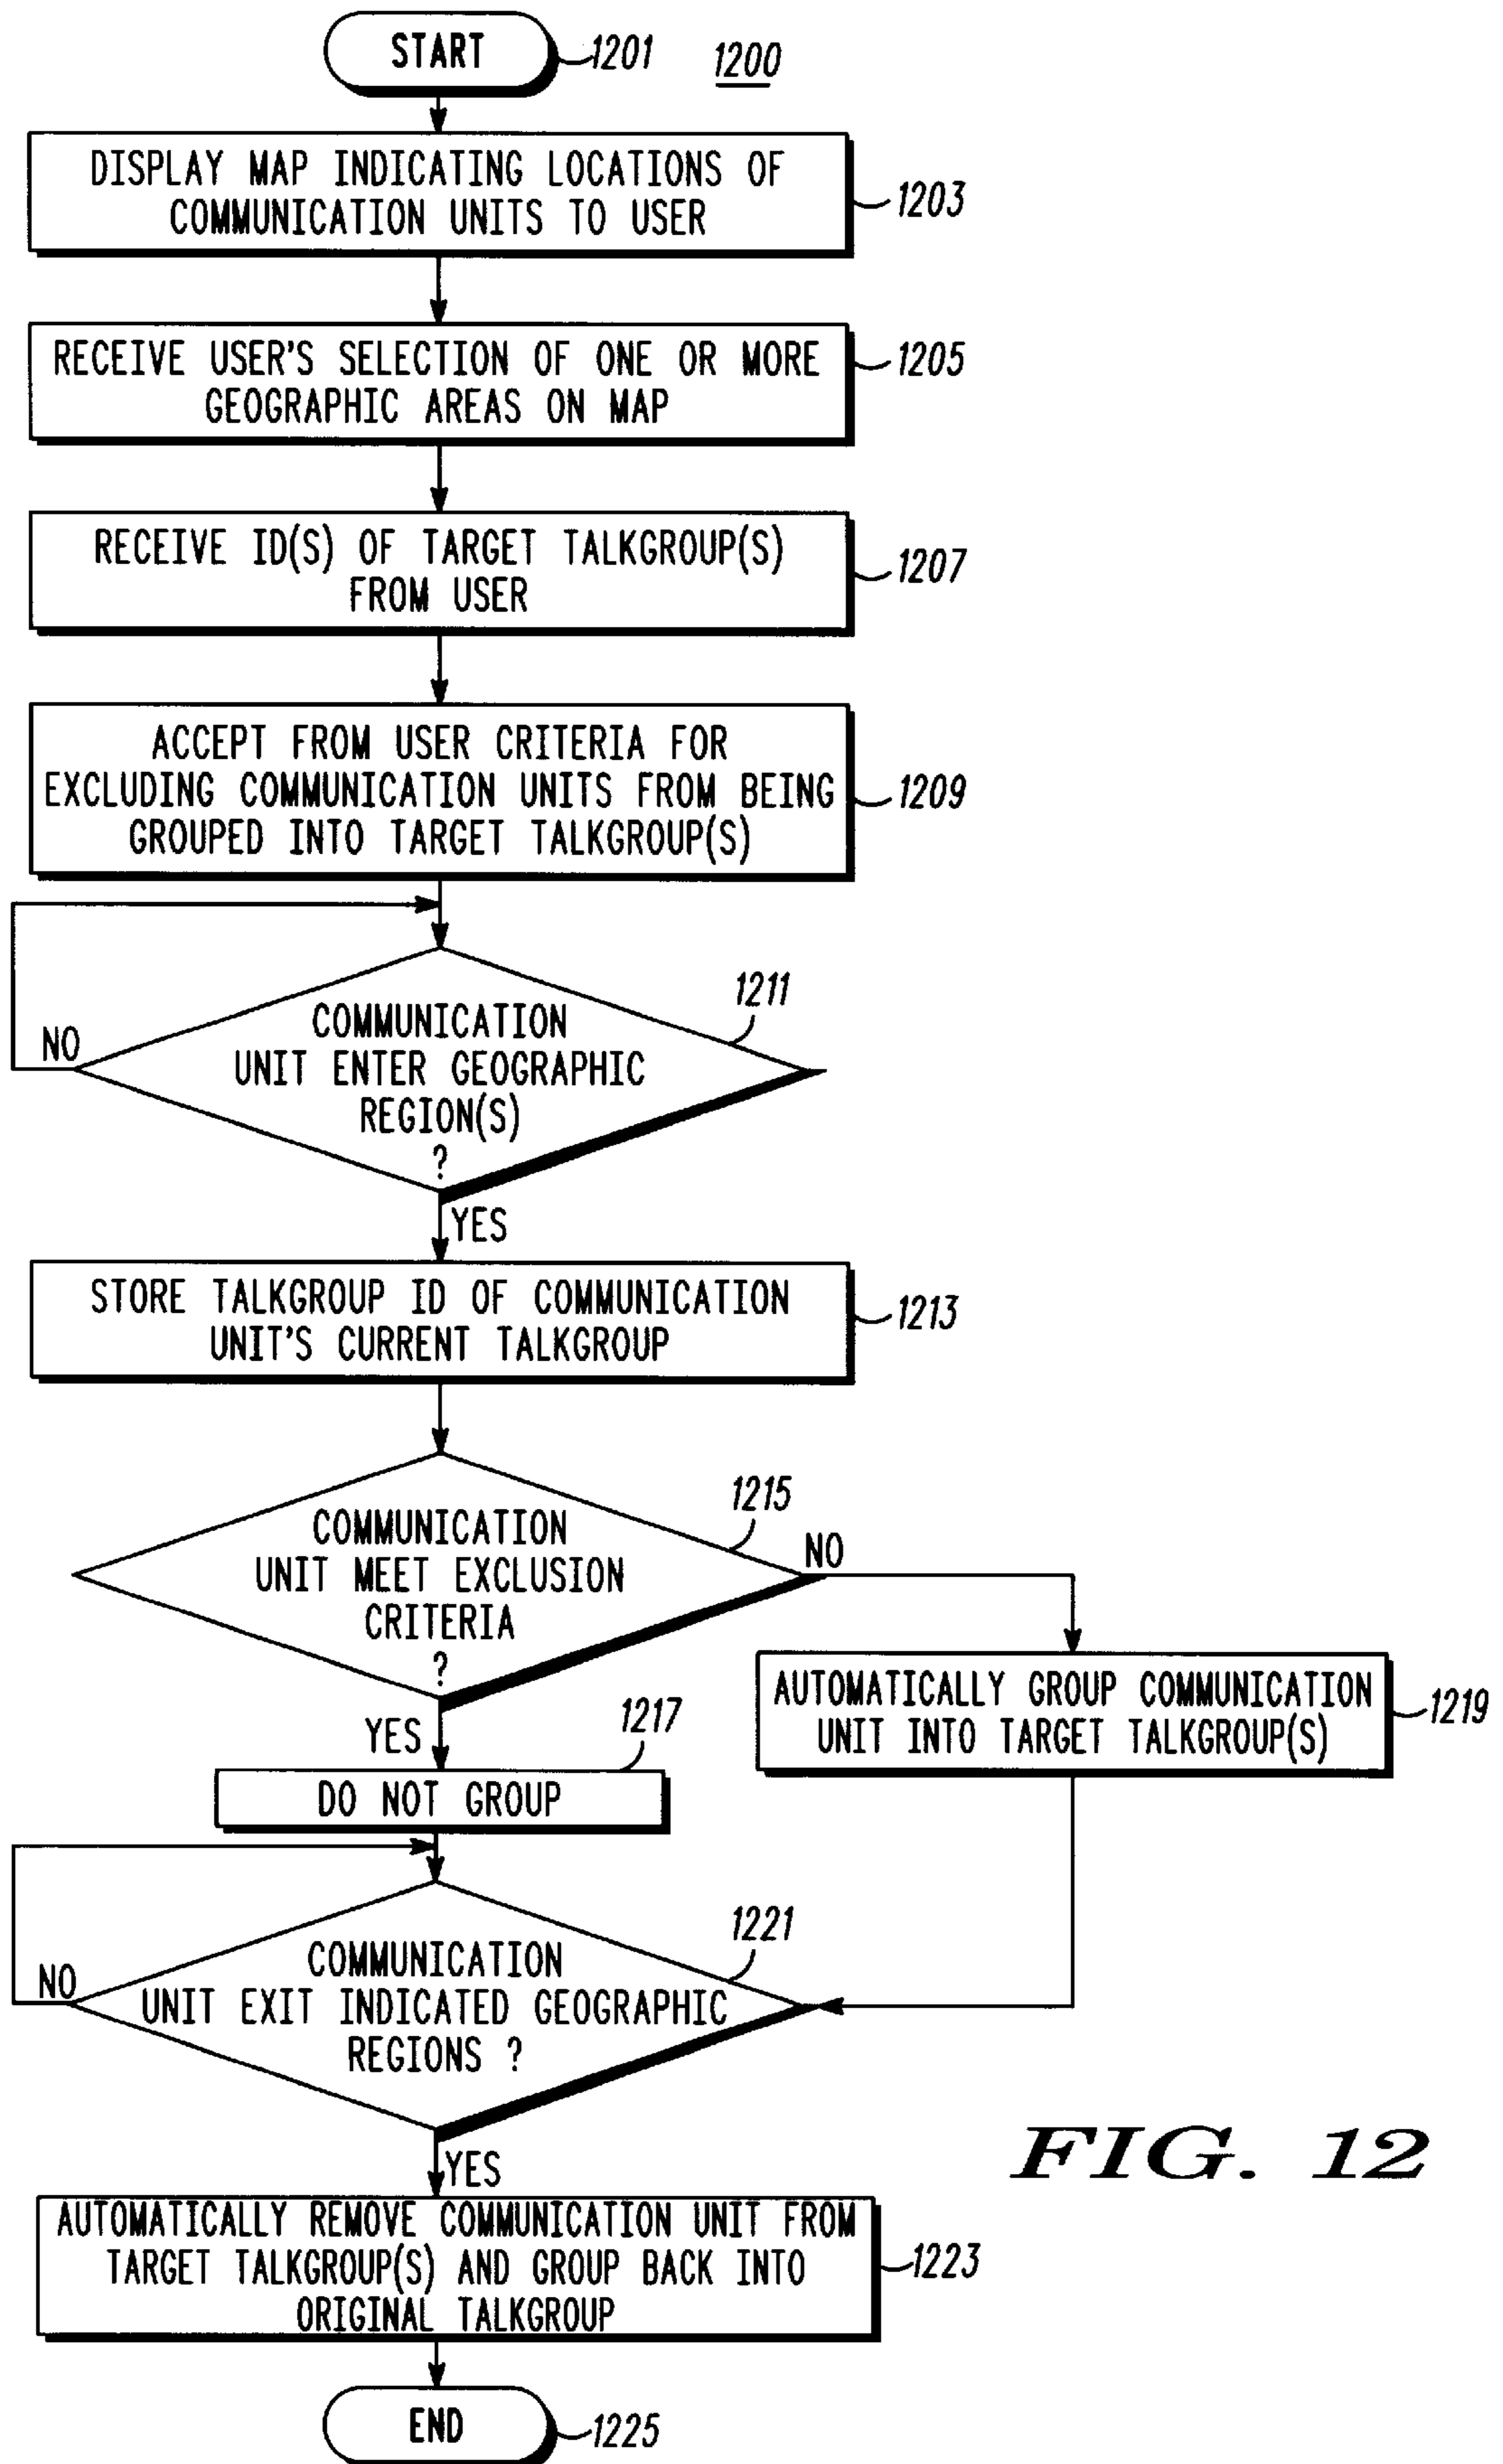 START
1201
1200
DISPLAY MAP INDICATING LOCATIONS OF
COMMUNICATION UNITS TO USER
1203
RECEIVE USER'S SELECTION OF ONE OR MORE
GEOGRAPHIC AREAS ON MAP
1205
RECEIVE ID(S) OF TARGET TALKGROUP(S)
FROM USER
1207
ACCEPT FROM USER CRITERIA FOR
EXCLUDING COMMUNICATION UNITS FROM BEING
GROUPED INTO TARGET TALKGROUP(S)
1209
1211
COMMUNICATION
UNIT ENTER GEOGRAPHIC
REGION(S)
?
NO
YES
STORE TALKGROUP ID OF COMMUNICATION
UNIT'S CURRENT TALKGROUP
1213
1215
COMMUNICATION
UNIT MEET EXCLUSION
CRITERIA
?
NO
YES
1217
DO NOT GROUP
AUTOMATICALLY GROUP COMMUNICATION
UNIT INTO TARGET TALKGROUP(S)
1219
1221
COMMUNICATION
UNIT EXIT INDICATED GEOGRAPHIC
REGIONS ?
NO
YES
AUTOMATICALLY REMOVE COMMUNICATION UNIT FROM
TARGET TALKGROUP(S) AND GROUP BACK INTO
ORIGINAL TALKGROUP
1223
END
1225
FIG. 12